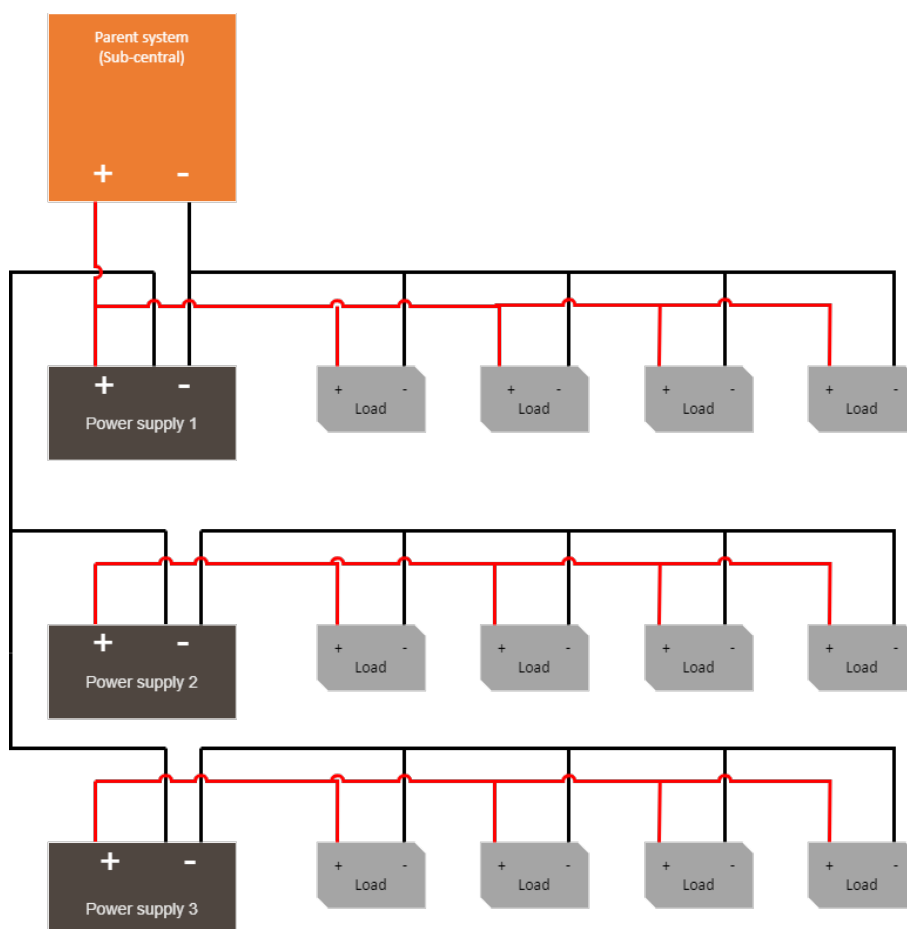 Parent system
(Sub-central)
+ -
+ -
Power supply 1
+ -
Load
+ -
Load
+ -
Load
+ -
Load
+ -
Power supply 2
+ -
Load
+ -
Load
+ -
Load
+ -
Load
+ -
Power supply 3
+ -
Load
+ -
Load
+ -
Load
+ -
Load